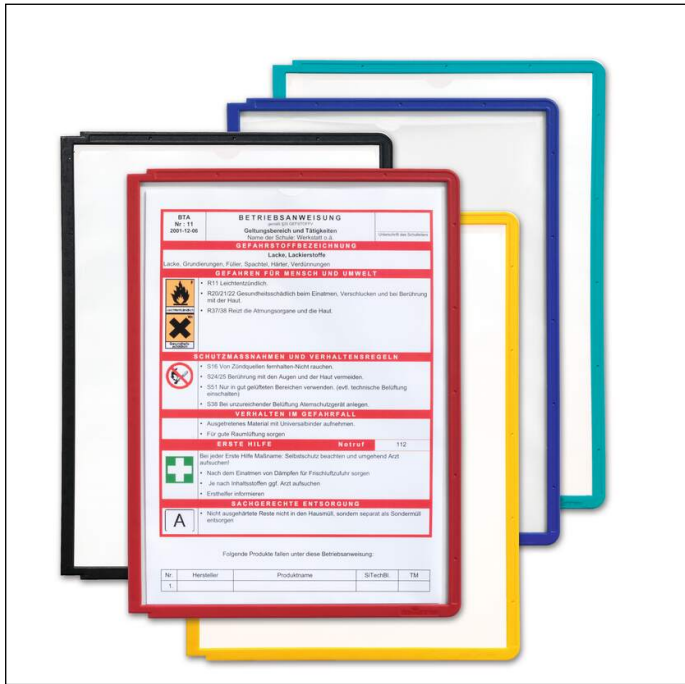 BTA
Nr : 11
2001-12-06
BETRIEBSANWEISUNG
Geltungsbereich und Tätigkeiten
Name der Schule: Werkstatt o.ä.
GEFAHRSTOFFBEZEICHNUNG
Lacke, Lackierstoffe
Lacke, Grundierungen, Füller, Spachtel, Härter, Verdünnungen
GEFAHREN FÜR MENSCH UND UMWELT
• R11 Leichtentzündlich.
• R20/21/22 Gesundheitsschädlich beim Einatmen, Verschlucken und bei Berührung
mit der Haut.
• R37/38 Reizt die Atmungsorgane und die Haut.
SCHUTZMASSNAHMEN UND VERHALTENSREGELN
• S16 Von Zündquellen fernhalten-Nicht rauchen.
• S24/25 Berührung mit den Augen und der Haut vermeiden.
• S51 Nur in gut gelüfteten Bereichen verwenden. (evtl. technische Belüftung
einschalten)
• S38 Bei unzureichender Belüftung Atemschutzgerät anlegen.
VERHALTEN IM GEFAHRFALL
• Ausgetretenes Material mit Universalbinder aufnehmen.
• Für gute Raumlüftung sorgen
ERSTE HILFE Notruf 112
Bei jeder Erste Hilfe Maßname: Selbstschutz beachten und umgehend Arzt
aufsuchen!
• Nach dem Einatmen von Dämpfen für Frischluftzufuhr sorgen
• Je nach Inhaltsstoffen ggf. Arzt aufsuchen
• Ersthelfer informieren
SACHGERECHTE ENTSORGUNG
A
• Nicht ausgehärtete Reste nicht in den Hausmüll, sondern separat als Sondermüll
entsorgen
Folgende Produkte fallen unter diese Betriebsanweisung:
Nr. Hersteller Produktname SiTechBl. TM
1